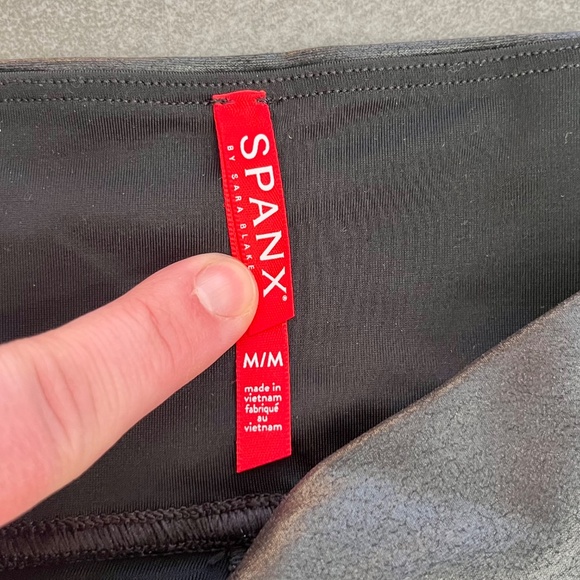 SPANX®
BY SARA BLAKE
M/M
made in
vietnam
fabriqué
au
vietnam